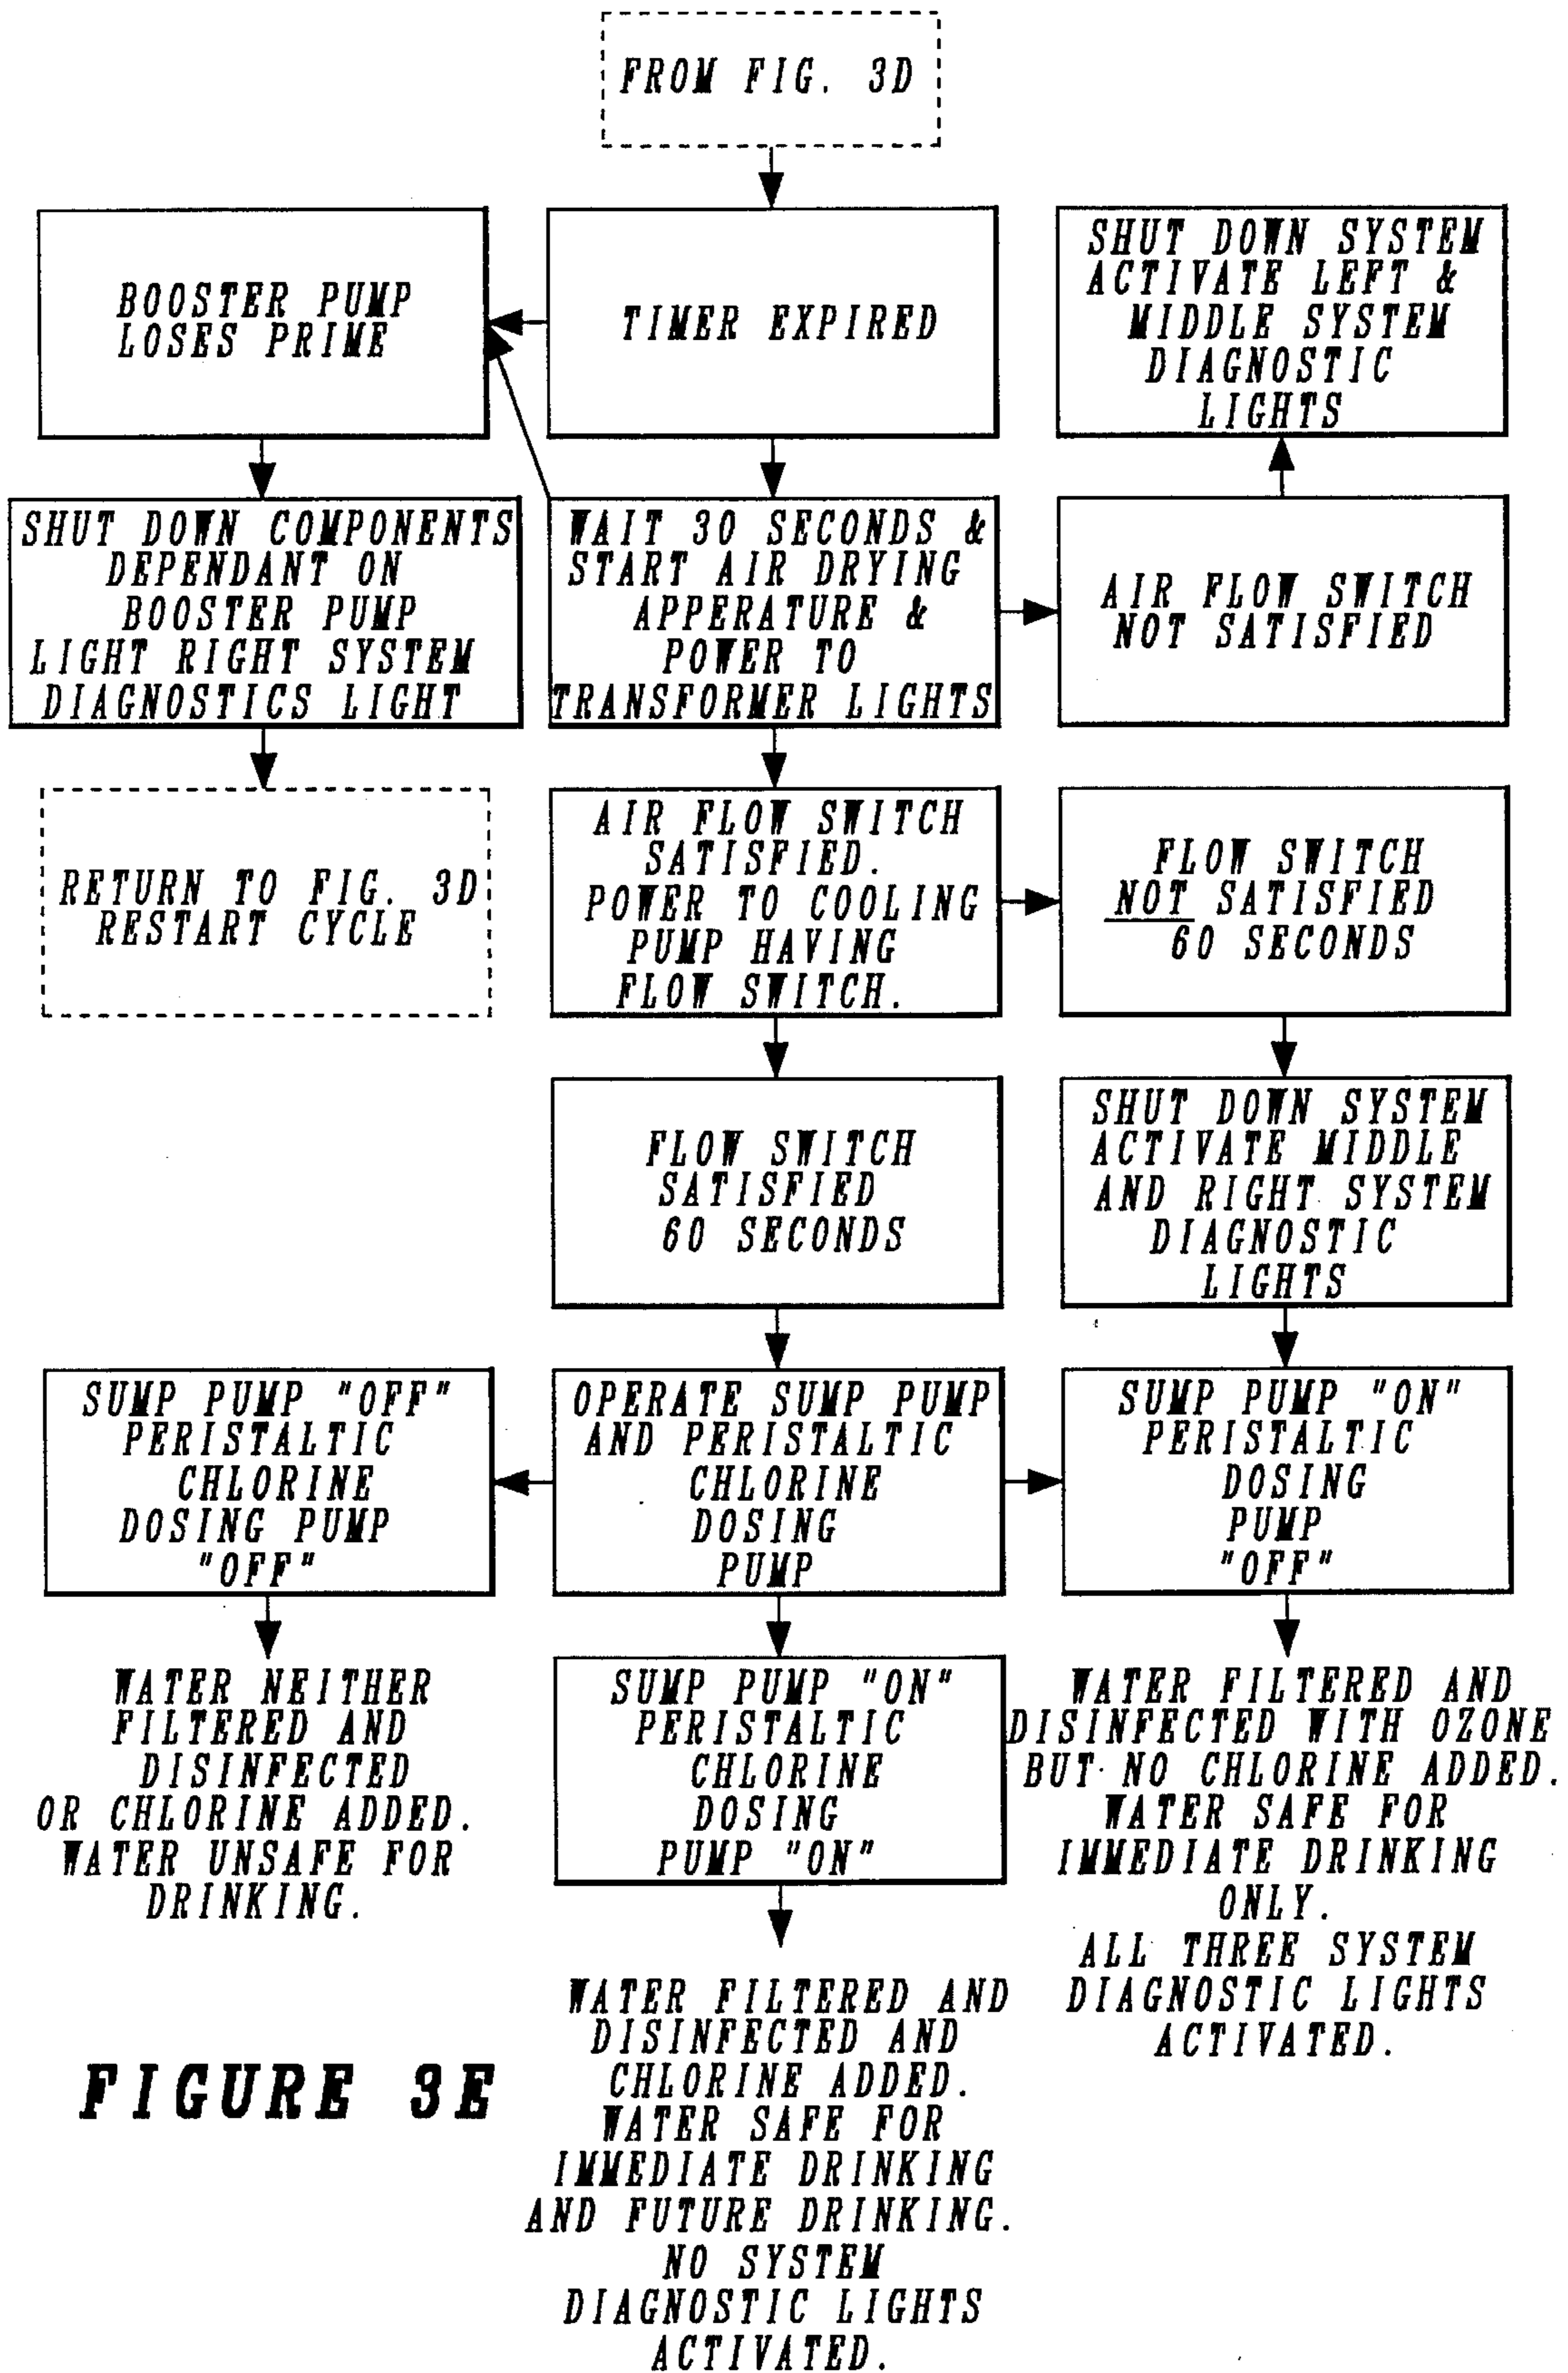 FROM FIG. 3D
BOOSTER PUMP
LOSES PRIME
TIMER EXPIRED
SHUT DOWN SYSTEM
ACTIVATE LEFT &
MIDDLE SYSTEM
DIAGNOSTIC
LIGHTS
SHUT DOWN COMPONENTS
DEPENDANT ON
BOOSTER PUMP
LIGHT RIGHT SYSTEM
DIAGNOSTICS LIGHT
WAIT 30 SECONDS &
START AIR DRYING
APPERATURE &
POWER TO
TRANSFORMER LIGHTS
AIR FLOW SWITCH
NOT SATISFIED
RETURN TO FIG. 3D
RESTART CYCLE
AIR FLOW SWITCH
SATISFIED.
POWER TO COOLING
PUMP HAVING
FLOW SWITCH.
FLOW SWITCH
NOT SATISFIED
60 SECONDS
FLOW SWITCH
SATISFIED
60 SECONDS
SHUT DOWN SYSTEM
ACTIVATE MIDDLE
AND RIGHT SYSTEM
DIAGNOSTIC
LIGHTS
SUMP PUMP "OFF"
PERISTALTIC
CHLORINE
DOSING PUMP
"OFF"
OPERATE SUMP PUMP
AND PERISTALTIC
CHLORINE
DOSING
PUMP
SUMP PUMP "ON"
PERISTALTIC
DOSING
PUMP
"OFF"
WATER NEITHER
FILTERED AND
DISINFECTED
OR CHLORINE ADDED.
WATER UNSAFE FOR
DRINKING.
SUMP PUMP "ON"
PERISTALTIC
CHLORINE
DOSING
PUMP "ON"
WATER FILTERED AND
DISINFECTED WITH OZONE
BUT NO CHLORINE ADDED.
WATER SAFE FOR
IMMEDIATE DRINKING
ONLY.
ALL THREE SYSTEM
DIAGNOSTIC LIGHTS
ACTIVATED.
WATER FILTERED AND
DISINFECTED AND
CHLORINE ADDED.
WATER SAFE FOR
IMMEDIATE DRINKING
AND FUTURE DRINKING.
NO SYSTEM
DIAGNOSTIC LIGHTS
ACTIVATED.
FIGURE 3E